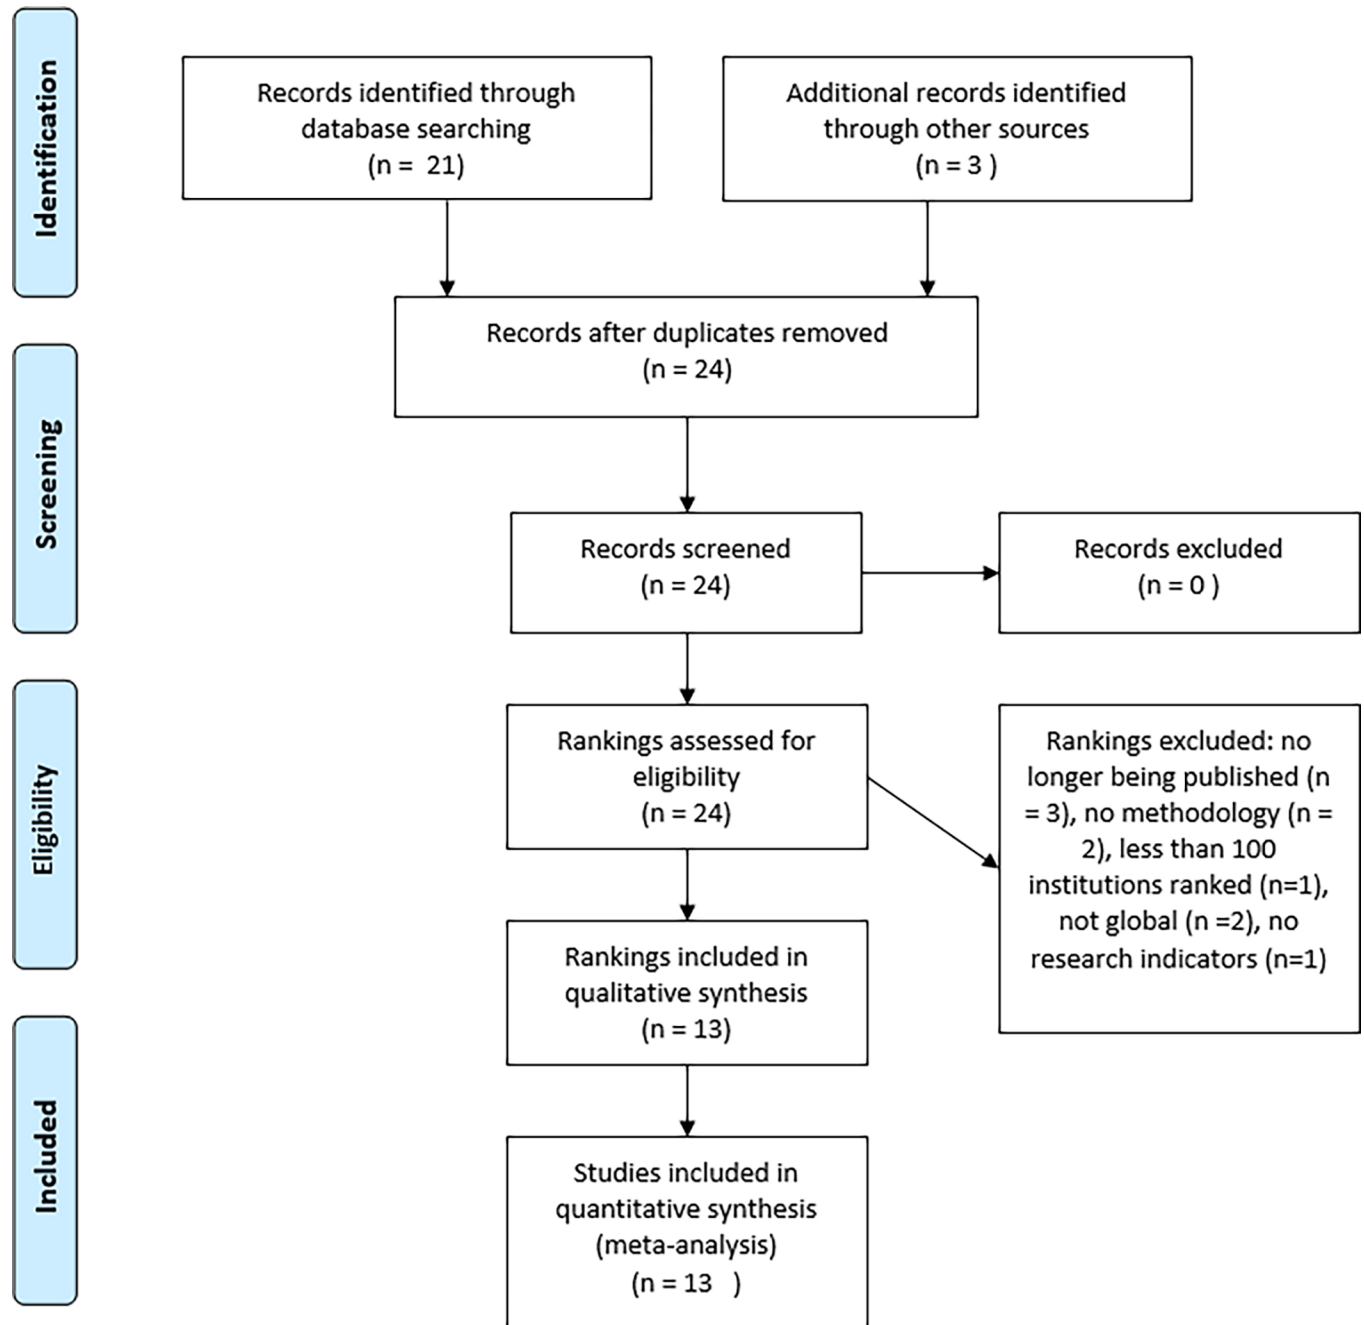 Identification
Records identified through
database searching
(n =  21)
Additional records identified
through other sources
(n = 3 )
Records after duplicates removed
(n = 24)
Screening
Records screened
(n = 24)
Records excluded
(n = 0 )
Eligibility
Rankings assessed for
eligibility
(n = 24)
Rankings excluded: no
longer being published (n
= 3), no methodology (n =
2), less than 100
institutions ranked (n=1),
not global (n =2), no
research indicators (n=1)
Rankings included in
qualitative synthesis
(n = 13)
Included
Studies included in
quantitative synthesis
(meta-analysis)
(n = 13   )